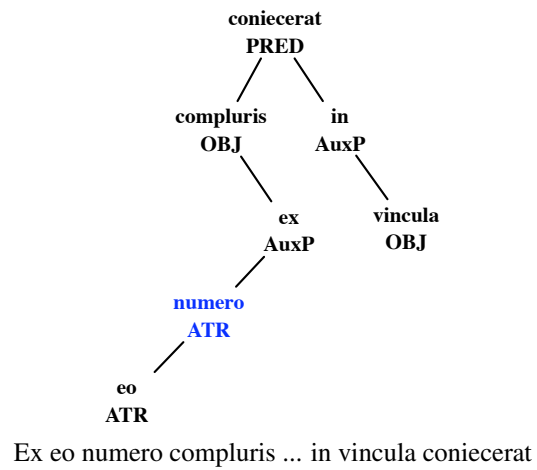 coniecerat
PRED
compluris in
OBJ AuxP
ex vincula
AuxP OBJ
numero
ATR
eo
ATR
Ex eo numero compluris ... in vincula coniecerat